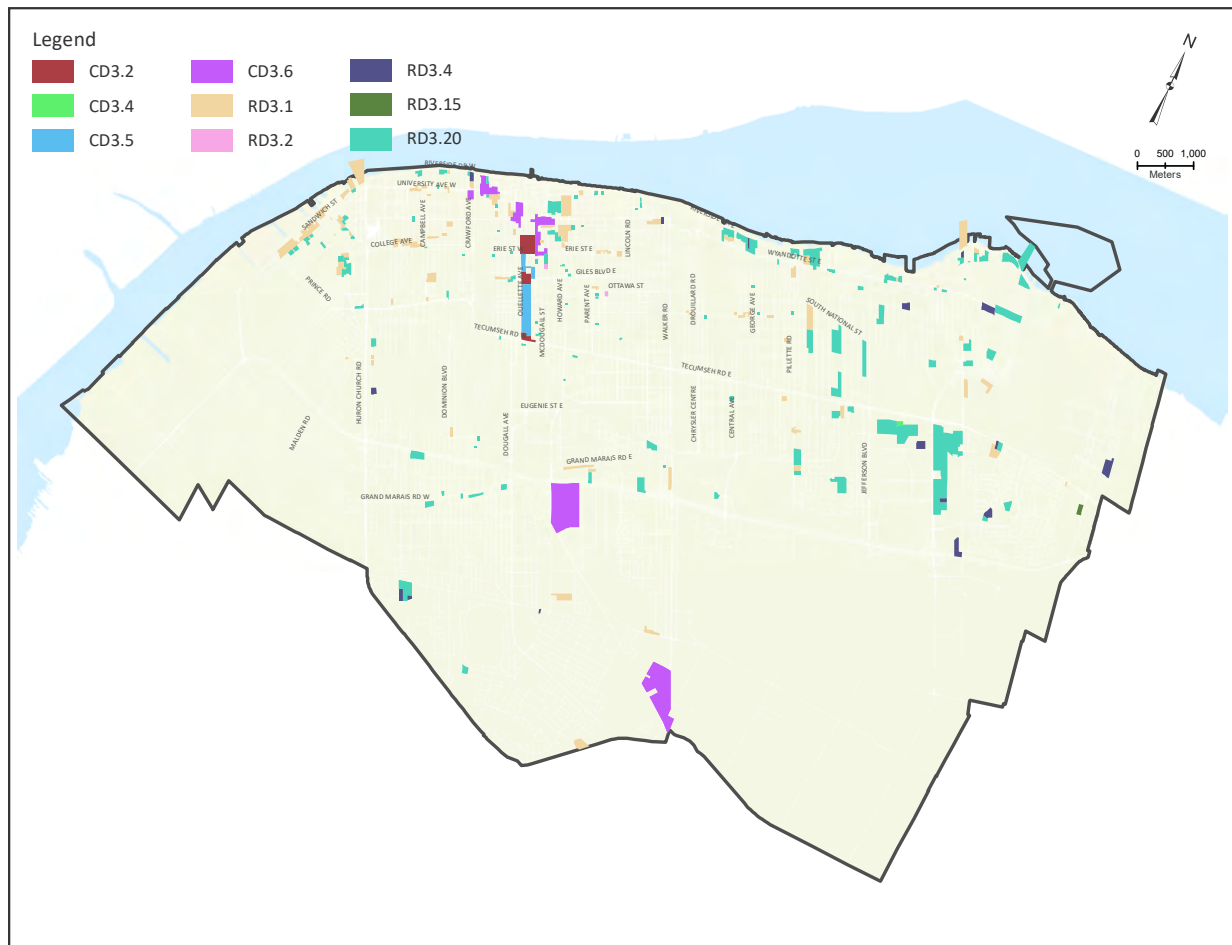 Legend
CD3.2
CD3.4
CD3.5
CD3.6
RD3.1
RD3.2
RD3.4
RD3.15
RD3.20
N
0 500 1,000
Meters
RIVERSIDE DR W
UNIVERSITY AVE W
SANDWICH ST
COLLEGE AVE
CAMPBELL AVE
CRAWFORD AVE
ERIE ST W
ERIE ST E
LINCOLN RD
WYANDOTTE ST E
PRINCE RD
OUELLETTE AVE
GILES BLVD E
OTTAWA ST
HOWARD AVE
PARENT AVE
MCDOUGALL ST
WALKER RD
DROUILLARD RD
GEORGE AVE
SOUTH NATIONAL ST
TECUMSEH RD
TECUMSEH RD E
PILLETTE RD
HURON CHURCH RD
DOMINION BLVD
DOUGALL AVE
EUGENIE ST E
CHRYSLER CENTRE
CENTRAL AVE
MALDEN RD
GRAND MARAIS RD E
GRAND MARAIS RD W
JEFFERSON BLVD